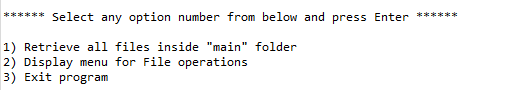 ****** Select any option number from below and press Enter ******
1) Retrieve all files inside "main" folder
2) Display menu for File operations
3) Exit program